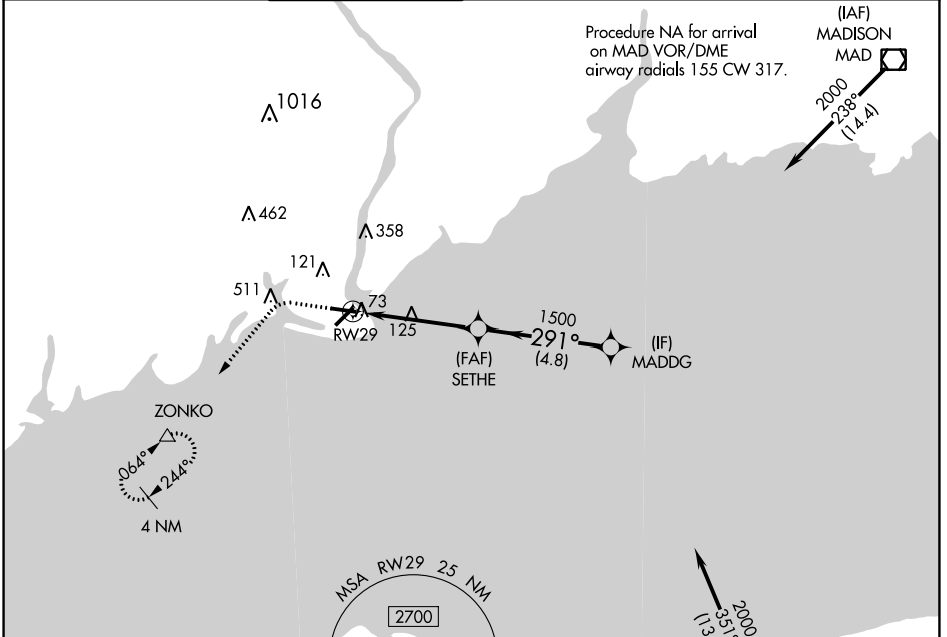 (IAF)
MADISON
MAD
Procedure NA for arrival
on MAD VOR/DME
airway radials 155 CW 317.
2000
238°
(14.4)
1016
462
358
121
511
73
125
RW29
1500
291°
(4.8)
(IF)
MADDG
(FAF)
SETHE
ZONKO
064°
244°
4 NM
MSA RW29 25 NM
2700
2000
351°
(13